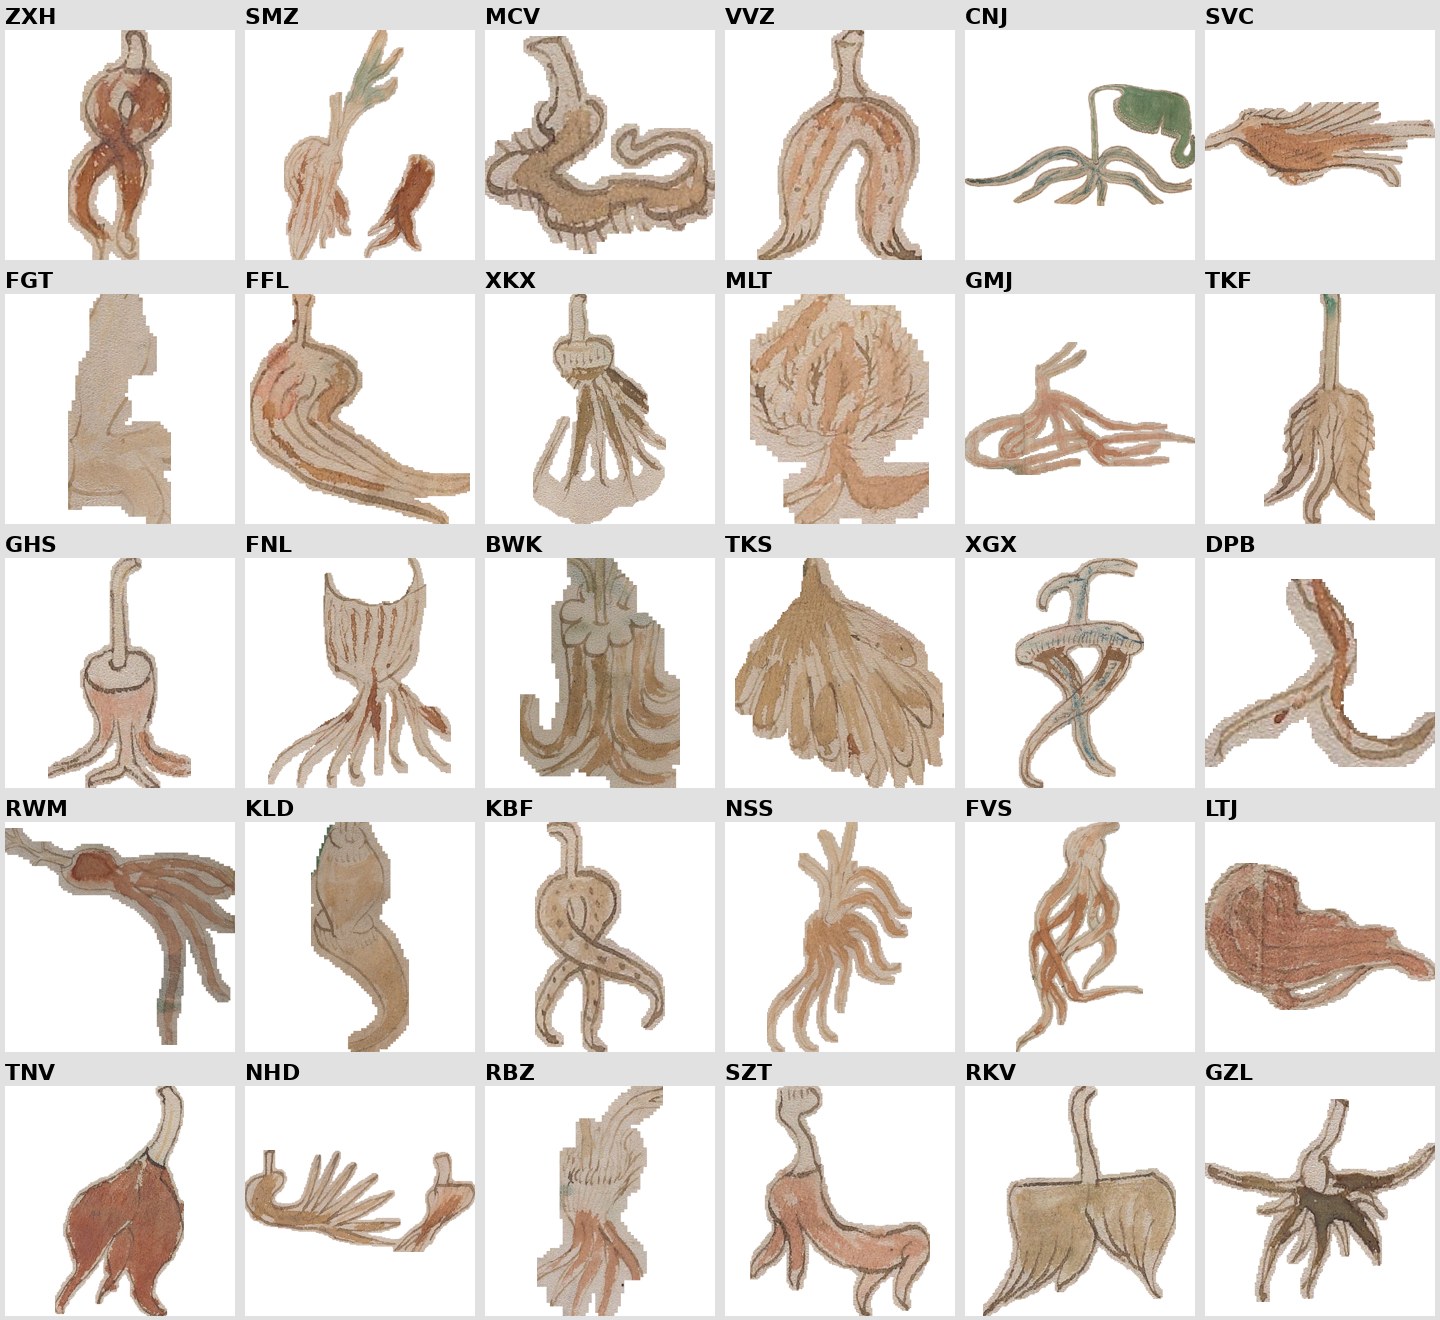 ZXH SMZ MCV VVZ CNJ SVC
FGT FFL XKX MLT GMJ TKF
GHS FNL BWK TKS XGX DPB
RWM KLD KBF NSS FVS LTJ
TNV NHD RBZ SZT RKV GZL